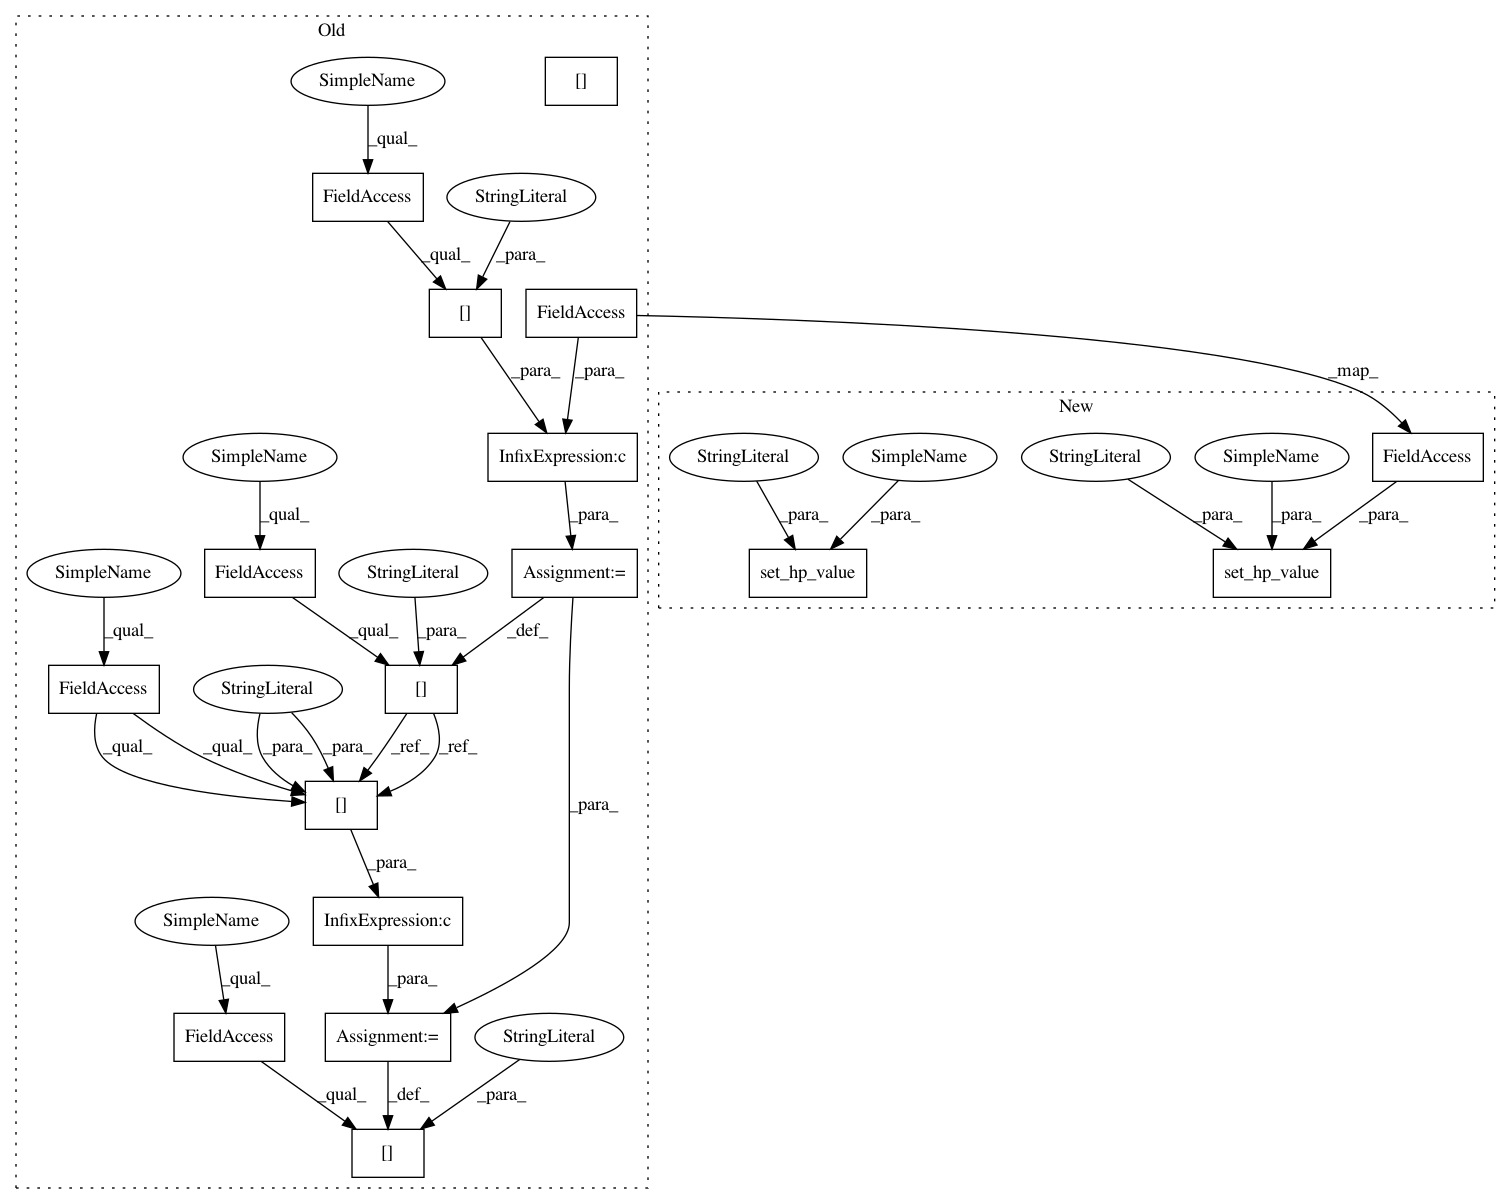 Old
SimpleName
[]
_qual_
FieldAccess
StringLiteral
_qual_
_para_
[]
FieldAccess
_para_
_para_
_map_
New
SimpleName
InfixExpression:c
StringLiteral
SimpleName
StringLiteral
SimpleName
FieldAccess
_qual_
_para_
_para_
_para_
_para_
_para_
_para_
SimpleName
FieldAccess
StringLiteral
Assignment:=
set_hp_value
set_hp_value
_qual_
_qual_
_para_
_def_
FieldAccess
StringLiteral
[]
_qual_
_qual_
_para_
_para_
_ref_
_ref_
[]
_para_
_para_
SimpleName
InfixExpression:c
_qual_
_para_
FieldAccess
Assignment:=
StringLiteral
_qual_
_def_
_para_
[]